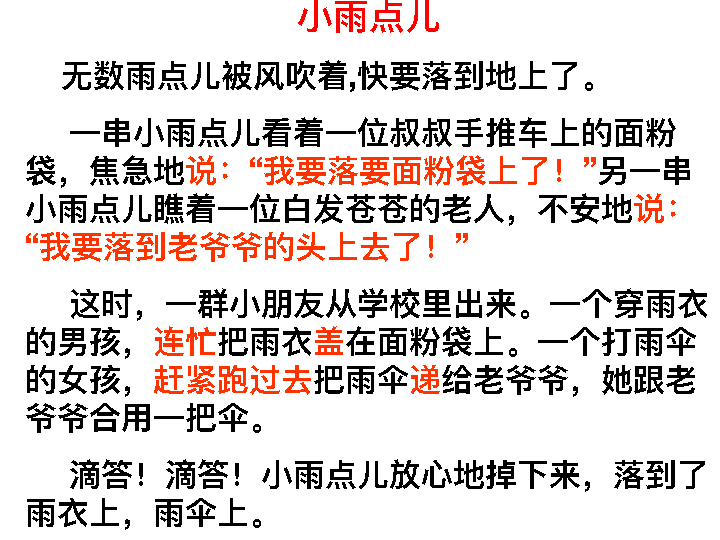 小雨点儿
无数雨点儿被风吹着,快要落到地上了。
一串小雨点儿看着一位叔叔手推车上的面粉
袋，焦急地说：“我要落要面粉袋上了！”另一串
小雨点儿瞧着一位白发苍苍的老人，不安地说：
“我要落到老爷爷的头上去了！”
这时，一群小朋友从学校里出来。一个穿雨衣
的男孩，连忙把雨衣盖在面粉袋上。一个打雨伞
的女孩，赶紧跑过去把雨伞递给老爷爷，她跟老
爷爷合用一把伞。
滴答！滴答！小雨点儿放心地掉下来，落到了
雨衣上，雨伞上。